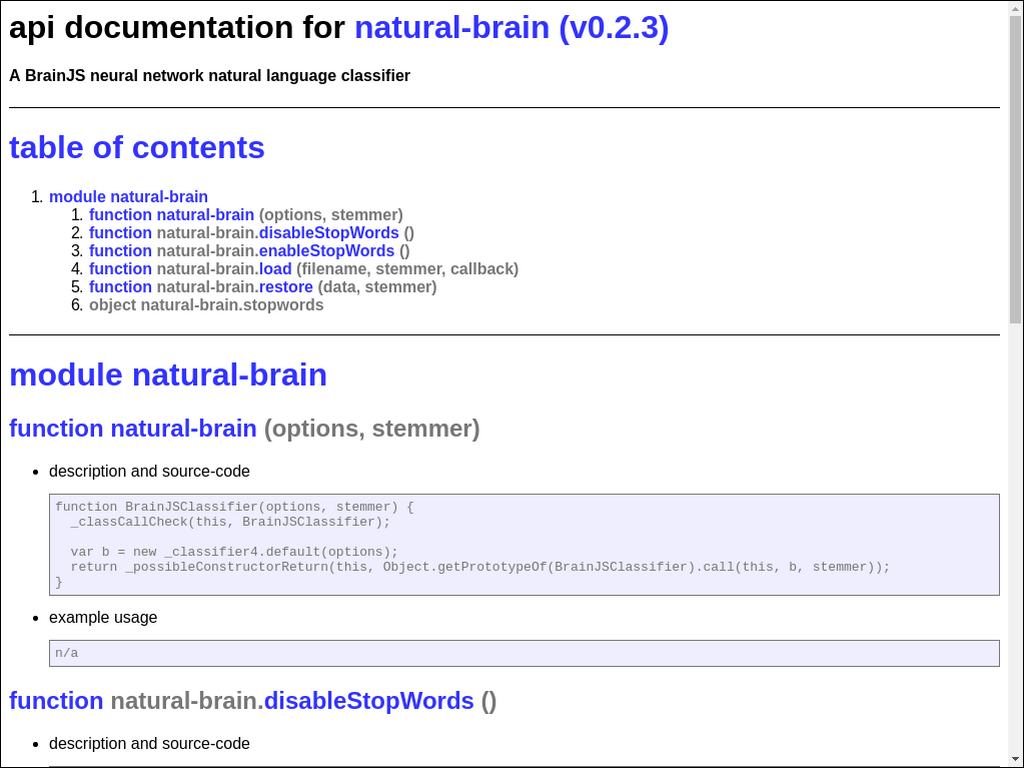 api documentation for natural-brain (v0.2.3)
A BrainJS neural network natural language classifier
table of contents
1. module natural-brain
1. function natural-brain (options, stemmer)
2. function natural-brain.disableStopWords ()
3. function natural-brain.enableStopWords ()
4. function natural-brain.load (filename, stemmer, callback)
5. function natural-brain.restore (data, stemmer)
6. object natural-brain.stopwords
module natural-brain
function natural-brain (options, stemmer)
• description and source-code
function BrainJSClassifier(options, stemmer) {
  _classCallCheck(this, BrainJSClassifier);
  var b = new _classifier4.default(options);
  return _possibleConstructorReturn(this, Object.getPrototypeOf(BrainJSClassifier).call(this, b, stemmer));
}
• example usage
n/a
function natural-brain.disableStopWords ()
• description and source-code